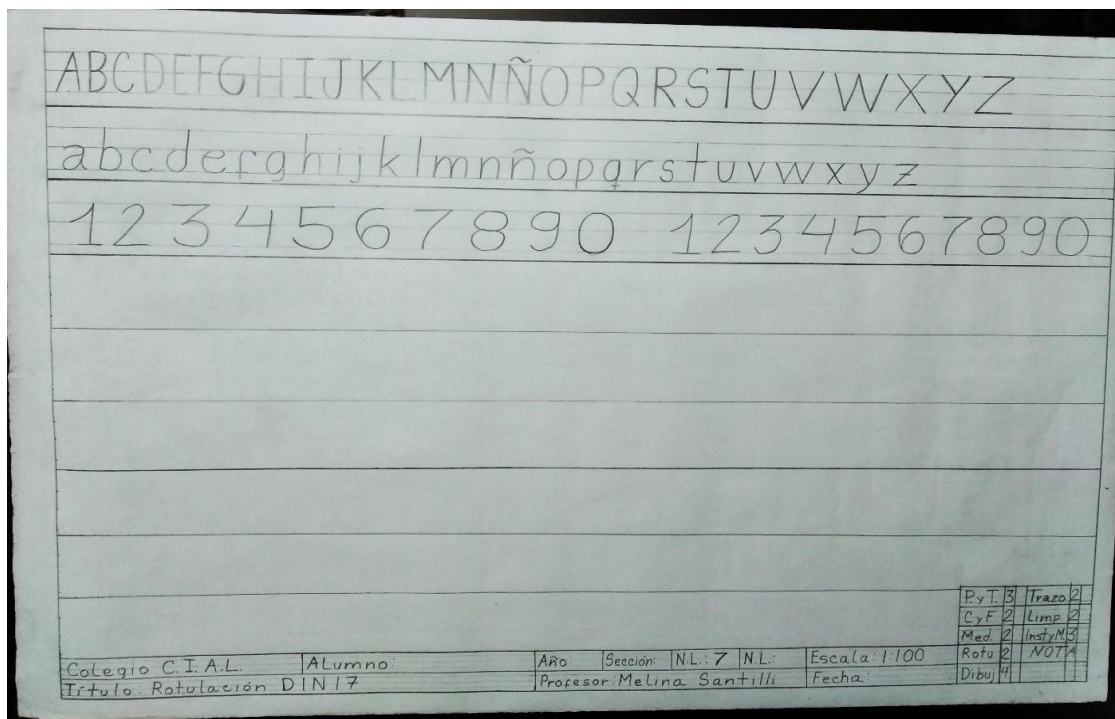 ABCDEFGHIJKLMNÑOPQRSTUVWXYZ
abcdefghijklmnñopqrstuvwxyz
1234567890 1234567890
P.yT. 3 Trazo 2
CyF 2 Limp 2
Med. 2 InstyM 3
Rotu 2 NOTA
Dibuj 4
Colegio C.I.A.L. ALumno: Año Sección: N.L.: 7 N.L.: Escala: 1:100
Título: Rotulación DIN 17 Profesor: Melina Santilli Fecha: